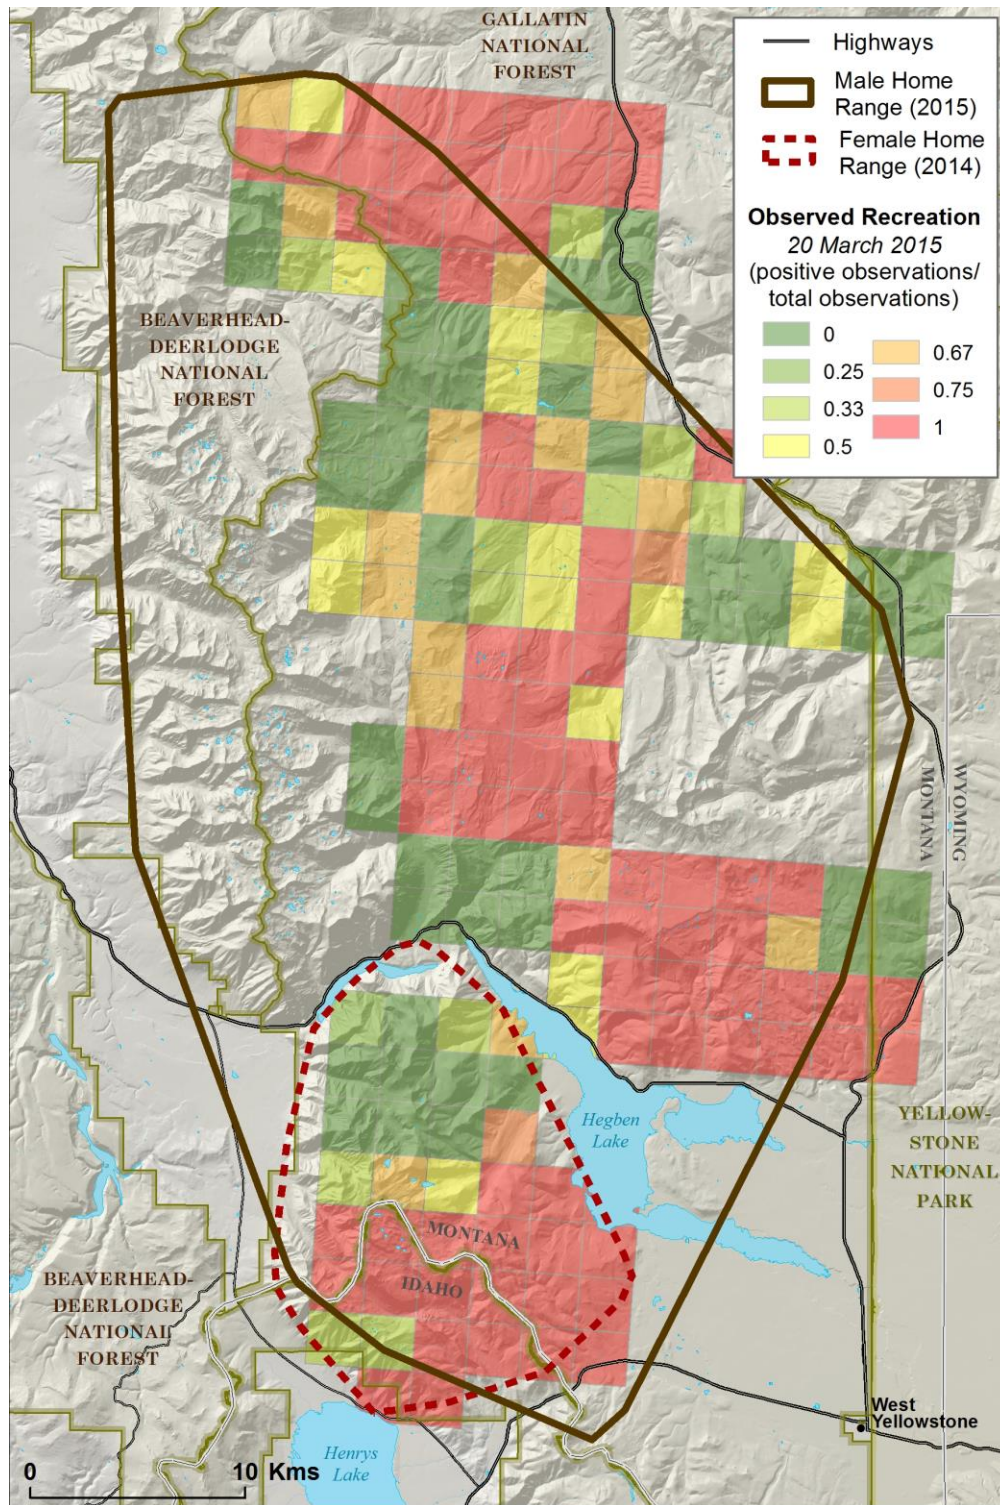 GALLATIN
NATIONAL
FOREST
Highways
Male Home
Range (2015)
Female Home
Range (2014)
Observed Recreation
20 March 2015
(positive observations/
total observations)
0
0.25
0.33
0.5
0.67
0.75
1
BEAVERHEAD-
DEERLODGE
NATIONAL
FOREST
WYOMING
MONTANA
Hegben
Lake
YELLOW-
STONE
NATIONAL
PARK
MONTANA
IDAHO
BEAVERHEAD-
DEERLODGE
NATIONAL
FOREST
West
Yellowstone
Henrys
Lake
0 10 Kms